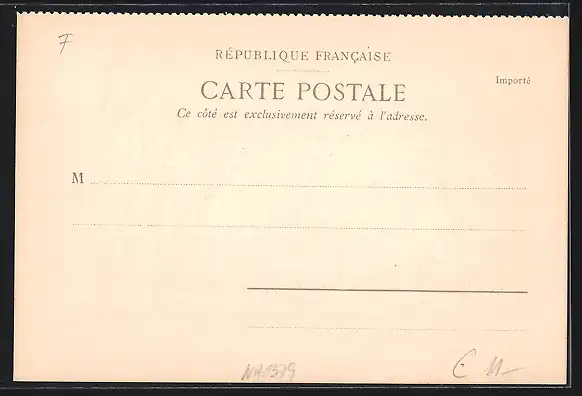 F
RÉPUBLIQUE FRANÇAISE
Importé
CARTE POSTALE
Ce côté est exclusivement réservé à l'adresse.
M